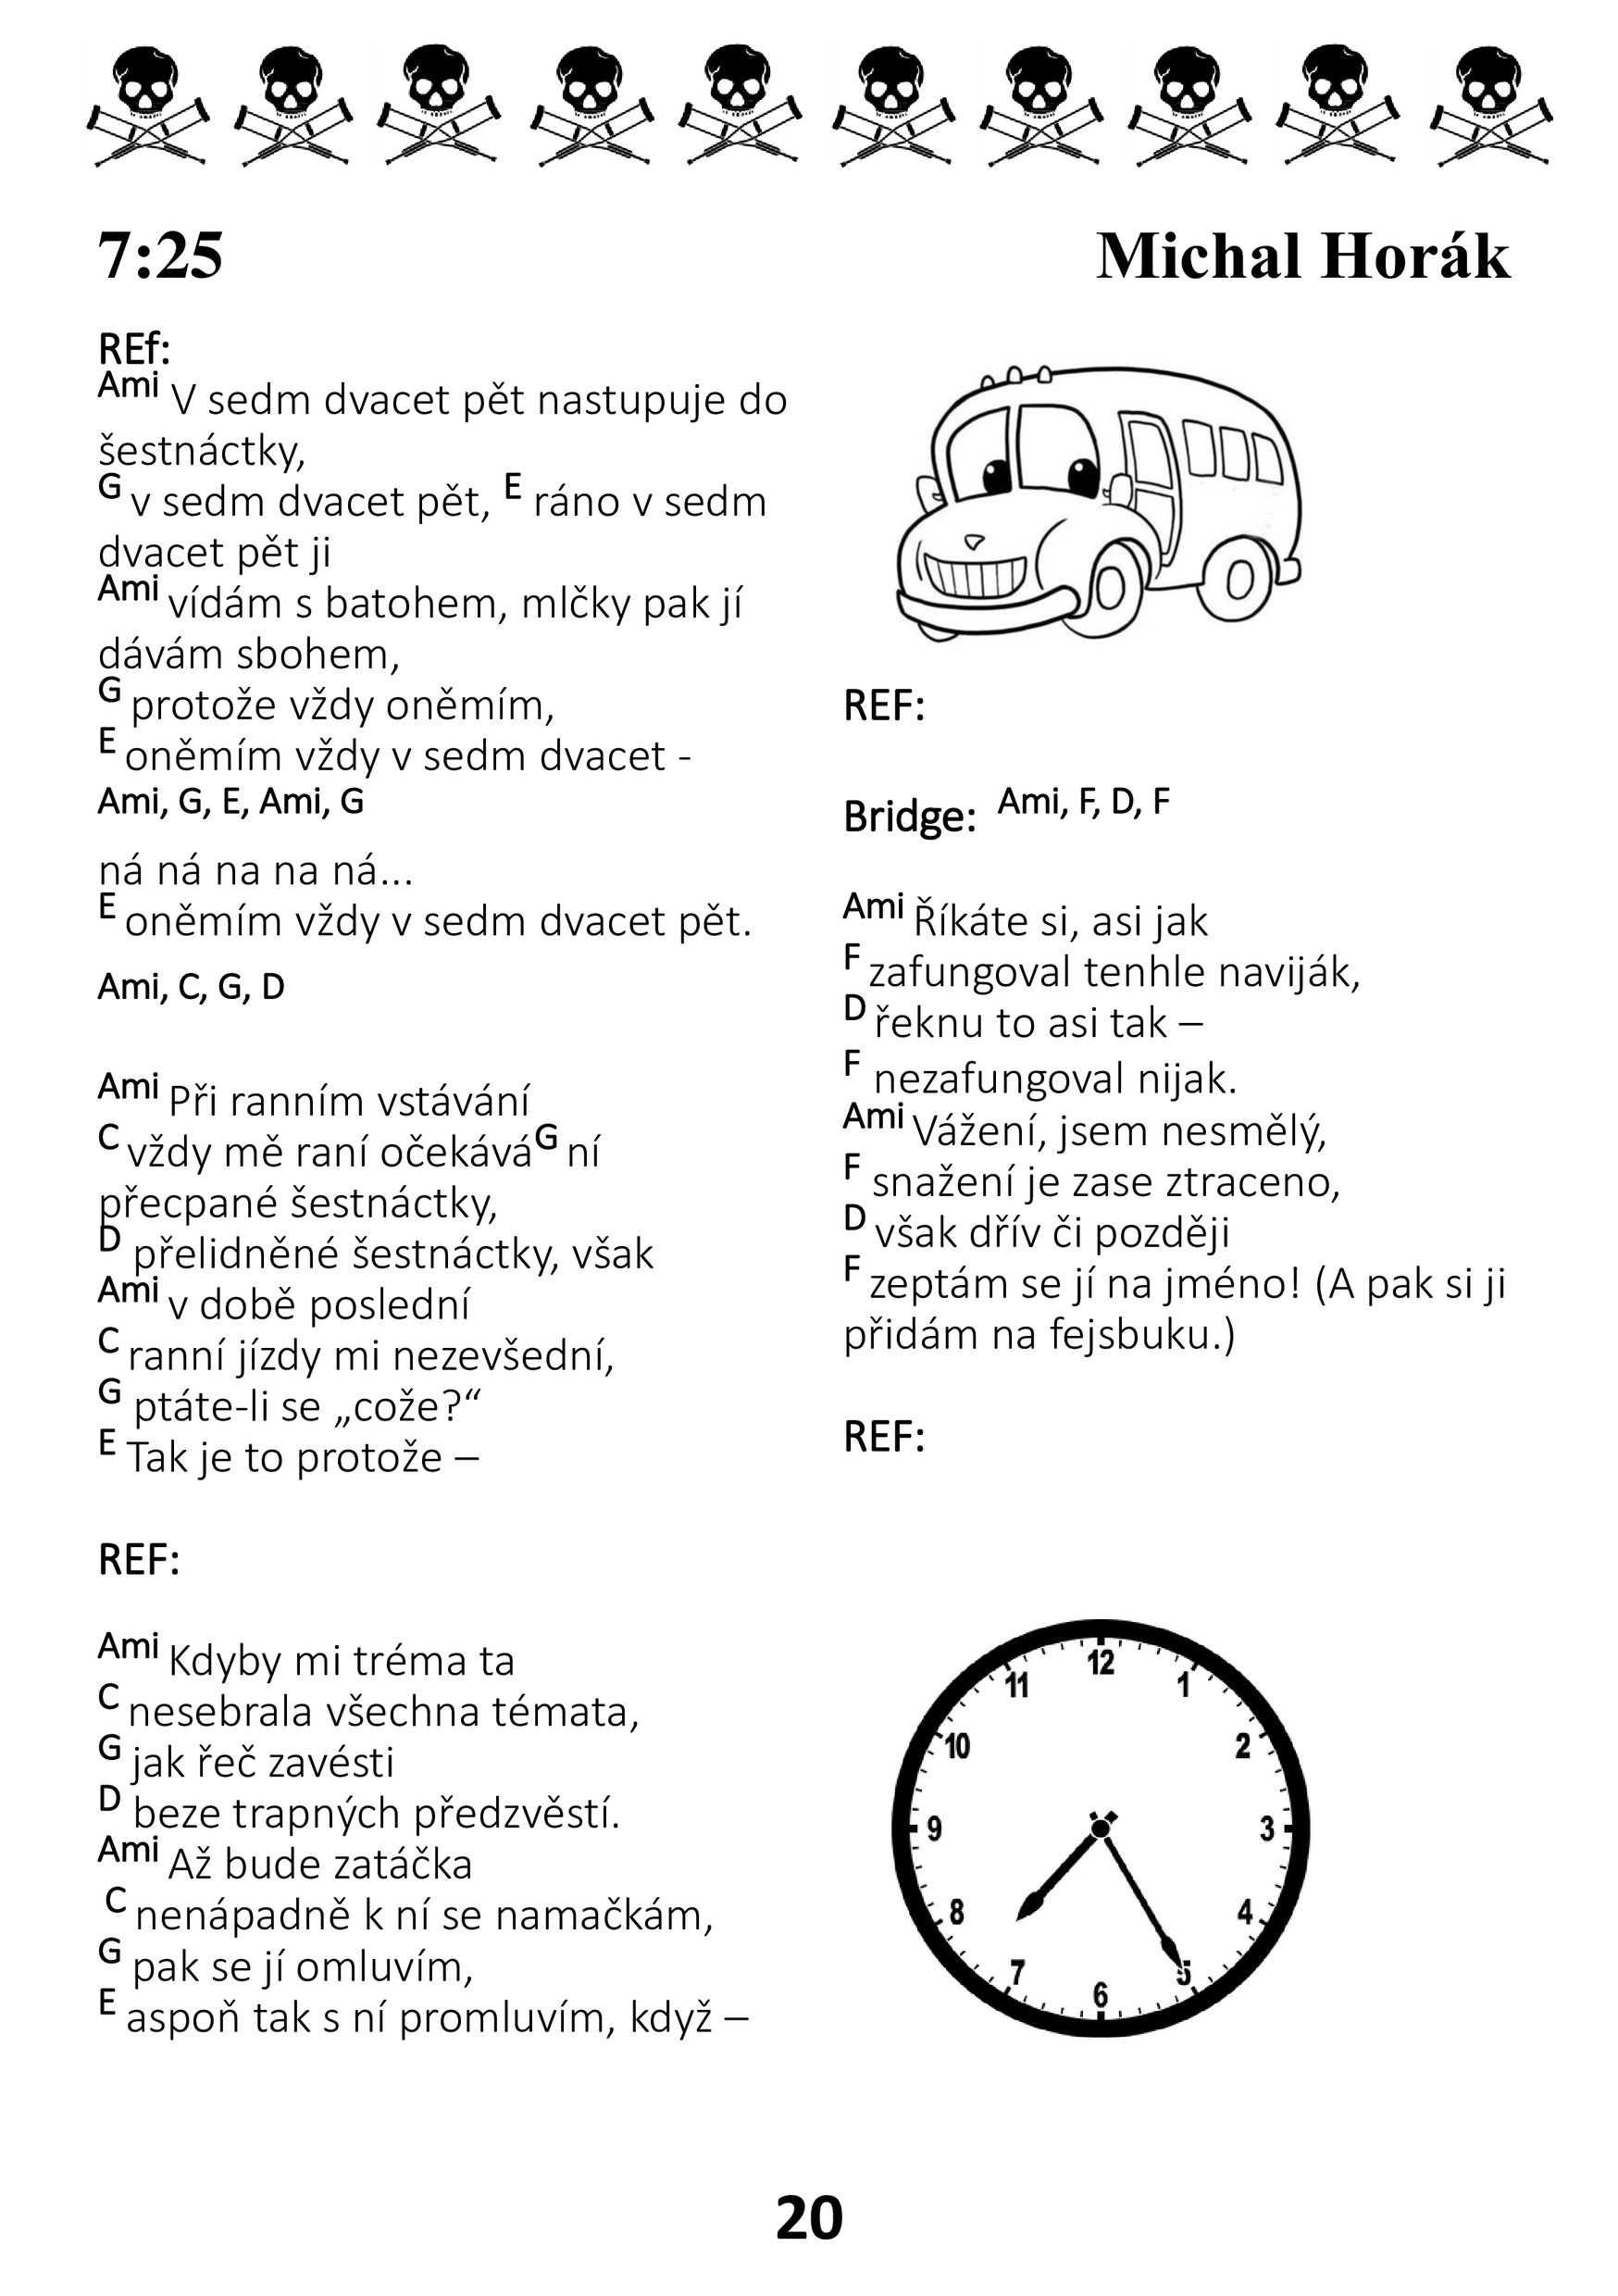 7:25
Michal Horák
REf:
Ami V sedm dvacet pět nastupuje do
šestnáctky,
G v sedm dvacet pět, E ráno v sedm
dvacet pět ji
Ami vídám s batohem, mlčky pak jí
dávám sbohem,
G protože vždy oněmím,
E oněmím vždy v sedm dvacet -
Ami, G, E, Ami, G
ná ná na na ná...
E oněmím vždy v sedm dvacet pět.
Ami, C, G, D
Ami Při ranním vstávání
C vždy mě raní očekáváG ní
přecpané šestnáctky,
D přelidněné šestnáctky, však
Ami v době poslední
C ranní jízdy mi nezevšední,
G ptáte-li se „cože?“
E Tak je to protože –
REF:
Ami Kdyby mi tréma ta
C nesebrala všechna témata,
G jak řeč zavésti
D beze trapných předzvěstí.
Ami Až bude zatáčka
C nenápadně k ní se namačkám,
G pak se jí omluvím,
E aspoň tak s ní promluvím, když –
REF:
Bridge: Ami, F, D, F
Ami Říkáte si, asi jak
F zafungoval tenhle naviják,
D řeknu to asi tak –
F nezafungoval nijak.
Ami Vážení, jsem nesmělý,
F snažení je zase ztraceno,
D však dřív či později
F zeptám se jí na jméno! (A pak si ji
přidám na fejsbuku.)
REF:
12
1
2
3
4
5
6
7
8
9
10
11
20